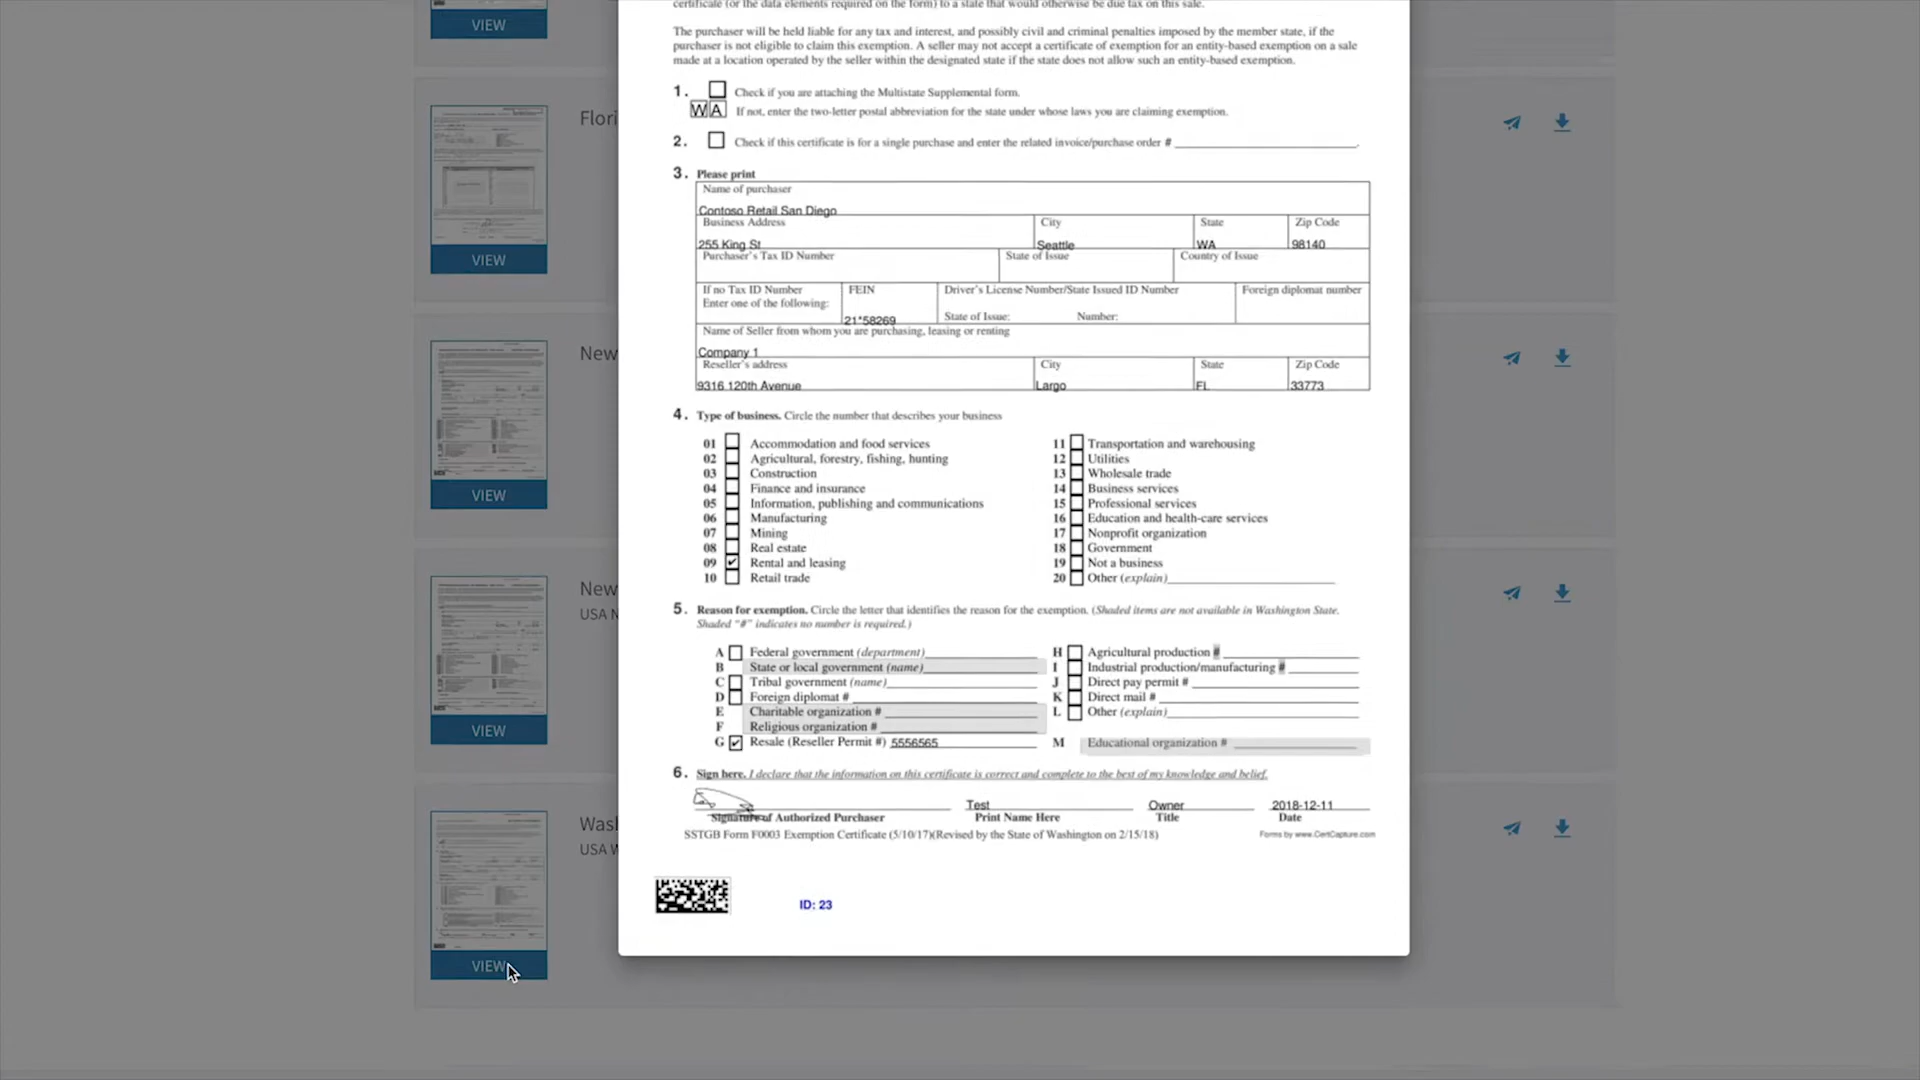 certificate (or the data elements required on the form) to a state that would otherwise be due tax on this sale.
The purchaser will be held liable for any tax and interest, and possibly civil and criminal penalties imposed by the member state, if the
purchaser is not eligible to claim this exemption. A seller may not accept a certificate of exemption for an entity-based exemption on a sale
made at a location operated by the seller within the designated state if the state does not allow such an entity-based exemption.
1. Check if you are attaching the Multistate Supplemental form.
WA If not, enter the two-letter postal abbreviation for the state under whose laws you are claiming exemption.
2. Check if this certificate is for a single purchase and enter the related invoice/purchase order #
3. Please print
Name of purchaser
Contoso Retail San Diego
Business Address City State Zip Code
255 King St Seattle WA 98140
Purchaser's Tax ID Number State of Issue Country of Issue
If no Tax ID Number FEIN Driver's License Number/State Issued ID Number Foreign diplomat number
Enter one of the following:
21*58269 State of Issue: Number:
Name of Seller from whom you are purchasing, leasing or renting
Company 1
Reseller's address City State Zip Code
9316 120th Avenue Largo FL 33773
4. Type of business. Circle the number that describes your business
01 Accommodation and food services 11 Transportation and warehousing
02 Agricultural, forestry, fishing, hunting 12 Utilities
03 Construction 13 Wholesale trade
04 Finance and insurance 14 Business services
05 Information, publishing and communications 15 Professional services
06 Manufacturing 16 Education and health-care services
07 Mining 17 Nonprofit organization
08 Real estate 18 Government
09 ✔ Rental and leasing 19 Not a business
10 Retail trade 20 Other (explain)
5. Reason for exemption. Circle the letter that identifies the reason for the exemption. (Shaded items are not available in Washington State.
Shaded "#" indicates no number is required.)
A Federal government (department) H Agricultural production #
B State or local government (name) I Industrial production/manufacturing #
C Tribal government (name) J Direct pay permit #
D Foreign diplomat # K Direct mail #
E Charitable organization # L Other (explain)
F Religious organization #
G ✔ Resale (Reseller Permit #) 5556565 M Educational organization #
6. Sign here. I declare that the information on this certificate is correct and complete to the best of my knowledge and belief.
Test Owner 2018-12-11
Signature of Authorized Purchaser Print Name Here Title Date
SSTGB Form F0003 Exemption Certificate (5/10/17)(Revised by the State of Washington on 2/15/18) Forms by www.CertCapture.com
ID: 23
VIEW
Flori
VIEW
New
VIEW
New
USA N
VIEW
Wash
USA W
VIEW